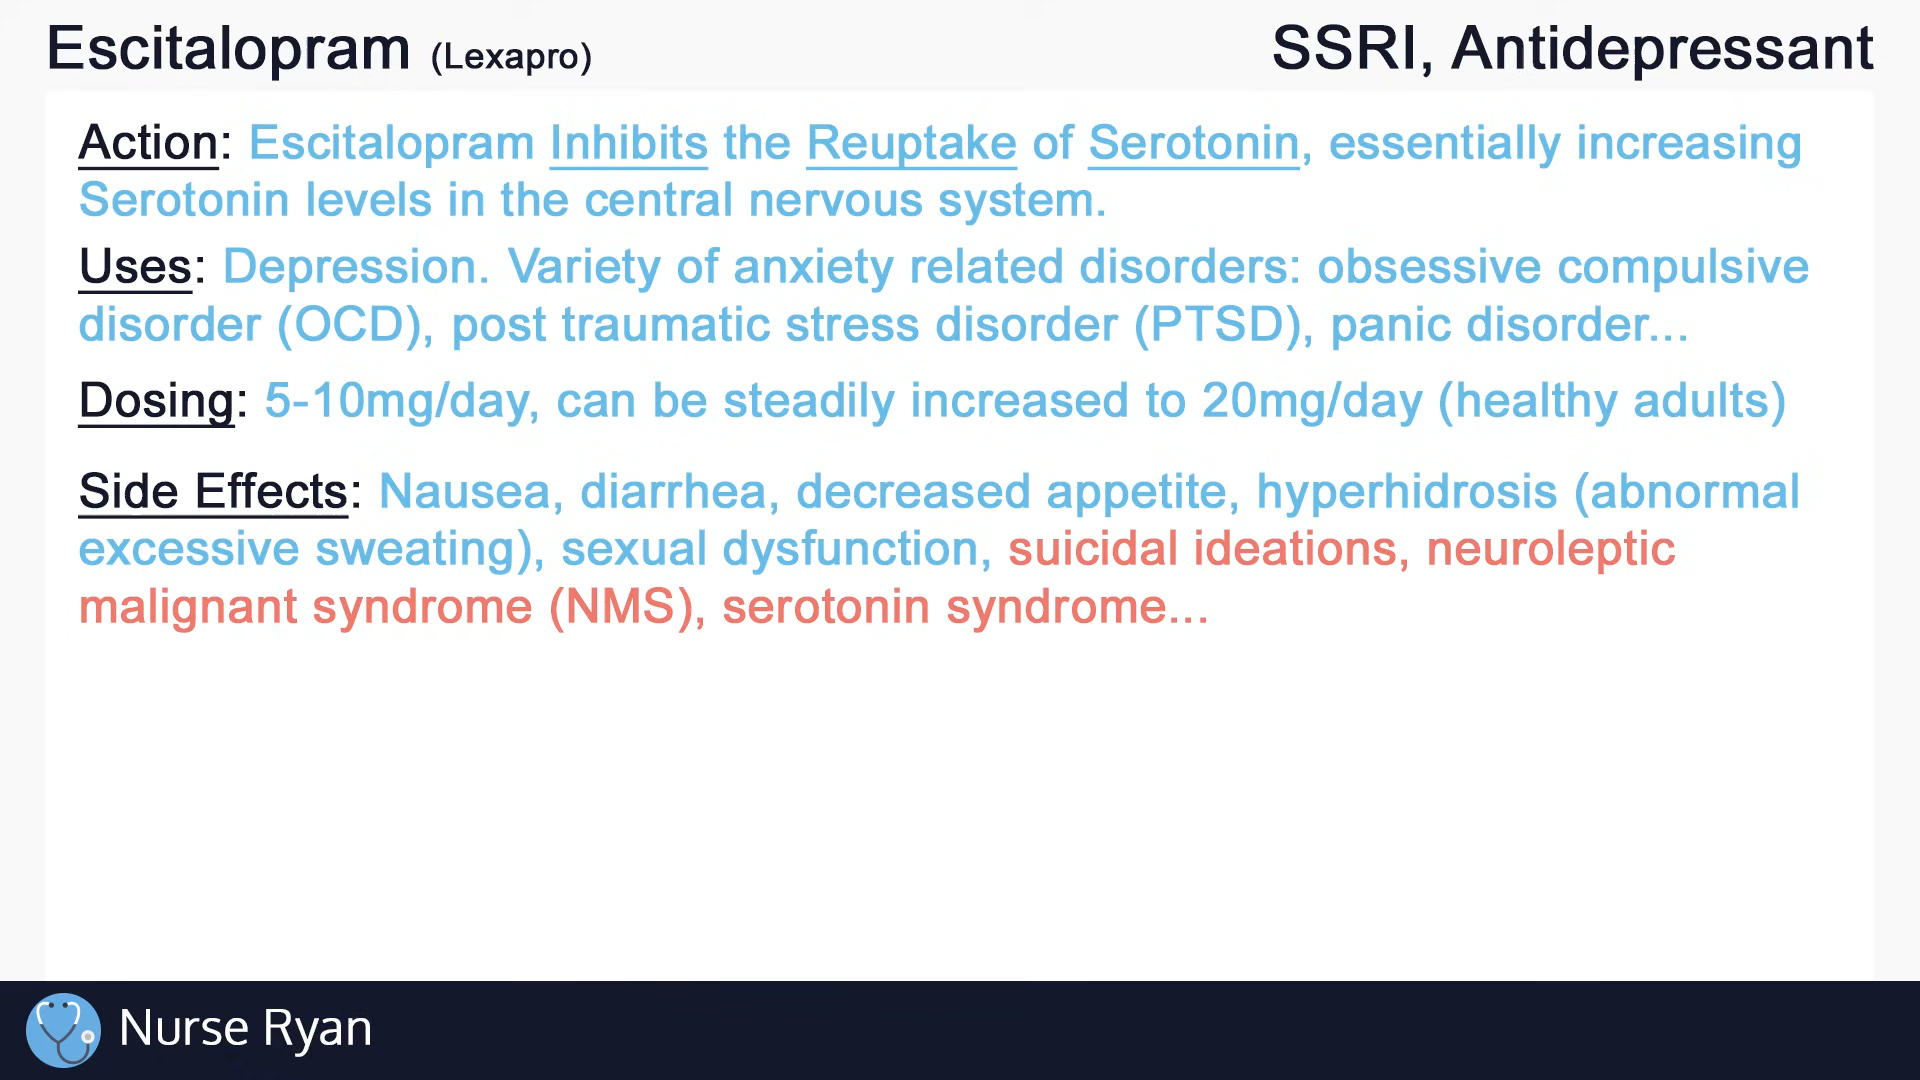 Escitalopram (Lexapro)
SSRI, Antidepressant
Action: Escitalopram Inhibits the Reuptake of Serotonin, essentially increasing
Serotonin levels in the central nervous system.
Uses: Depression. Variety of anxiety related disorders: obsessive compulsive
disorder (OCD), post traumatic stress disorder (PTSD), panic disorder...
Dosing: 5-10mg/day, can be steadily increased to 20mg/day (healthy adults)
Side Effects: Nausea, diarrhea, decreased appetite, hyperhidrosis (abnormal
excessive sweating), sexual dysfunction, suicidal ideations, neuroleptic
malignant syndrome (NMS), serotonin syndrome...
Nurse Ryan